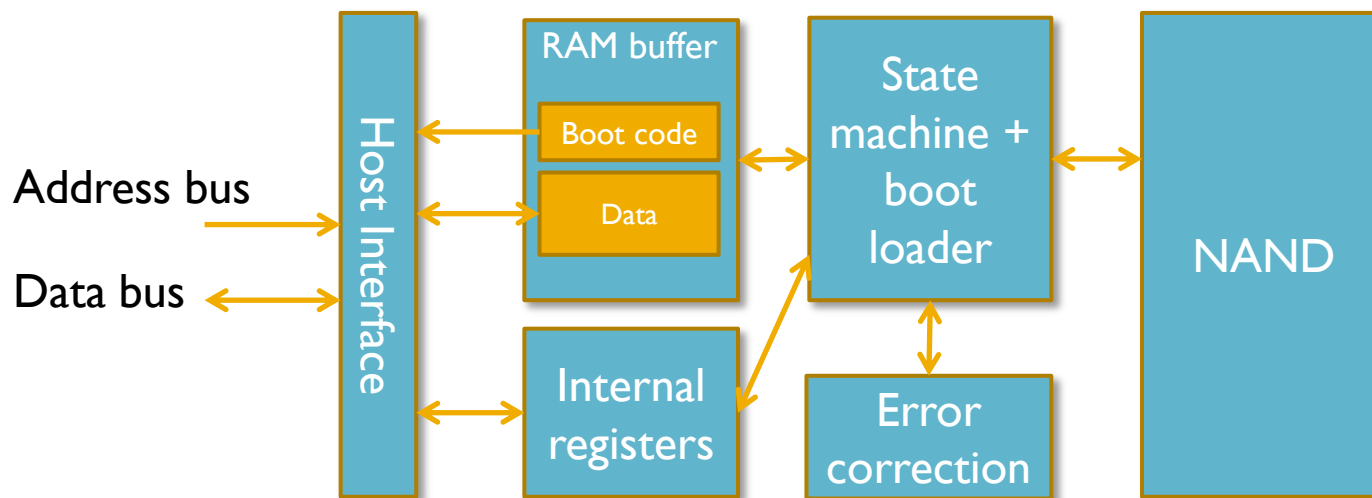 Address bus
Data bus
Host Interface
RAM buffer
Boot code
Data
Internal
registers
State
machine +
boot
loader
Error
correction
NAND